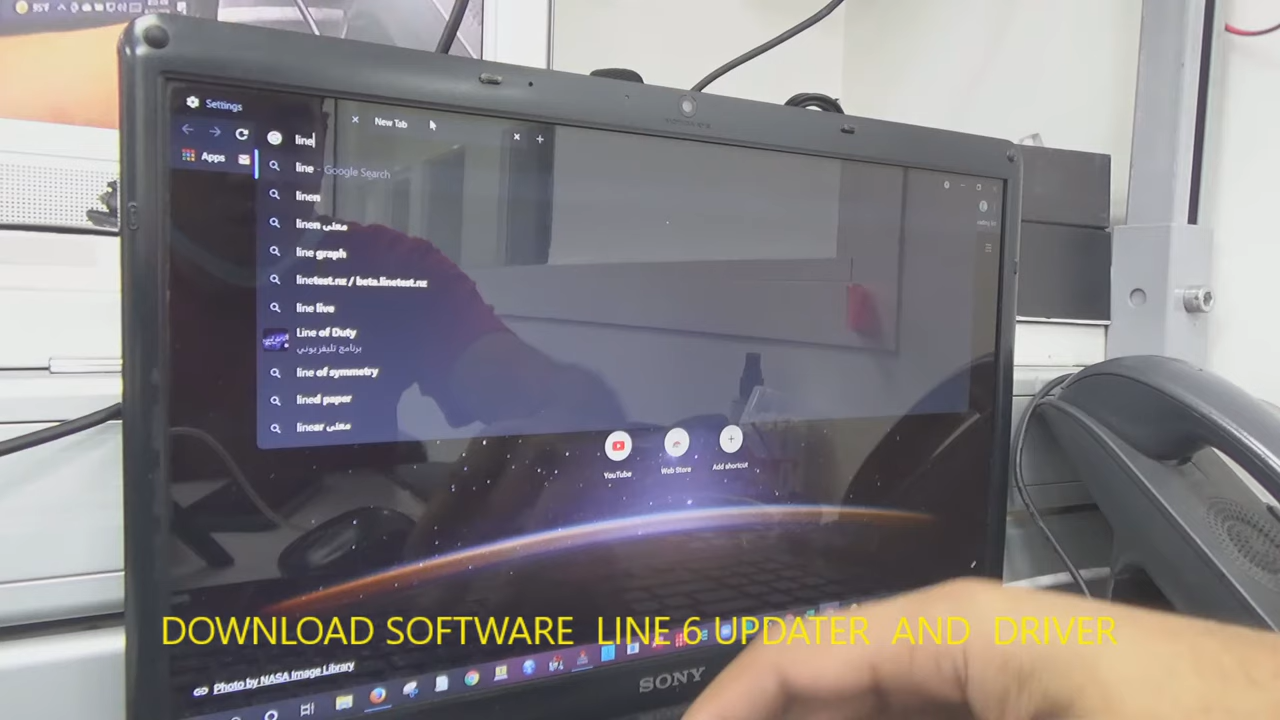 95°F
Settings
New Tab
line
Apps
line - Google Search
linen
linen معنى
line graph
linetest.nz / beta.linetest.nz
line live
Line of Duty
برنامج تليفزيوني
line of symmetry
lined paper
linear معنى
YouTube
Web Store
Add shortcut
DOWNLOAD SOFTWARE LINE 6 UPDATER AND DRIVER
Photo by NASA Image Library
SONY